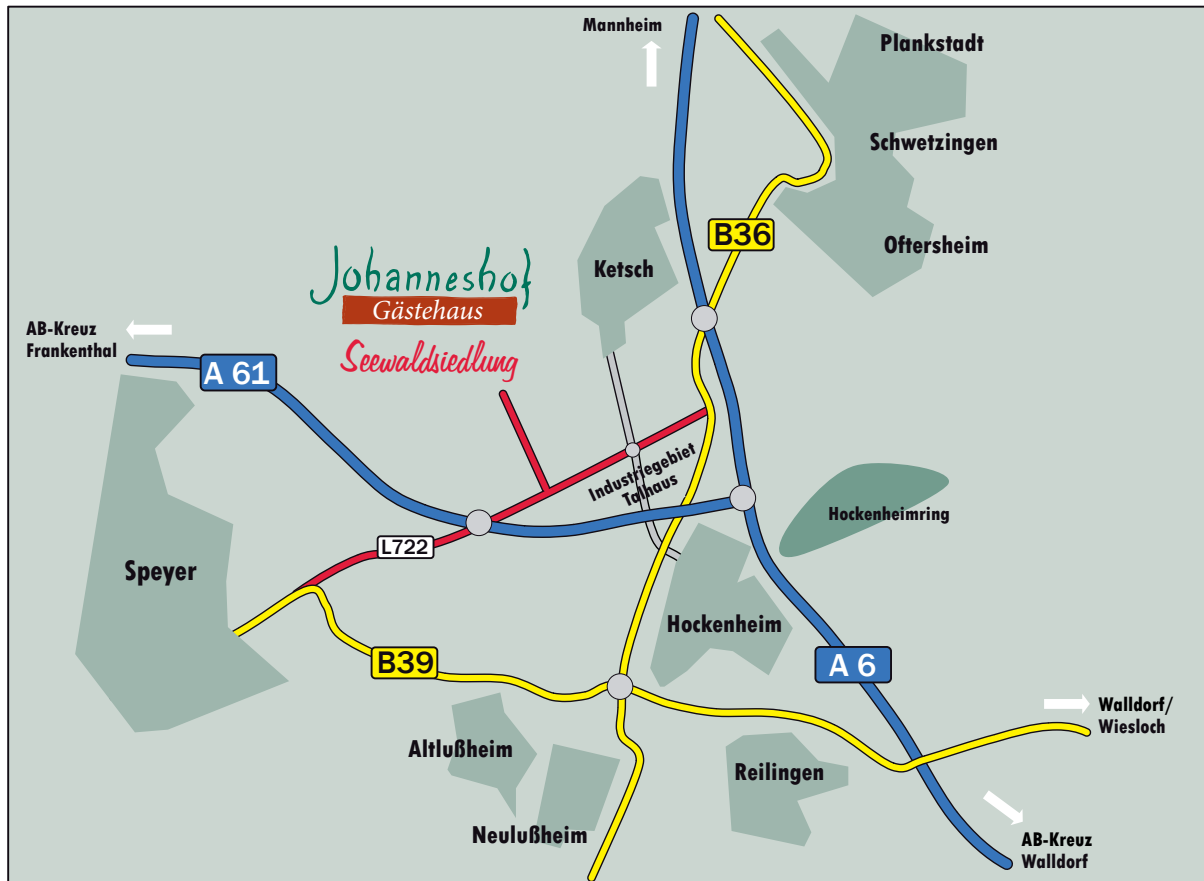 Mannheim
Plankstadt
Schwetzingen
B36
Oftersheim
Ketsch
Johanneshof
Gästehaus
Seewaldsiedlung
AB-Kreuz
Frankenthal
A 61
Industriegebiet
Talhaus
Hockenheimring
L722
Speyer
Hockenheim
B39
A 6
Walldorf/
Wiesloch
Altlußheim
Reilingen
Neulußheim
AB-Kreuz
Walldorf